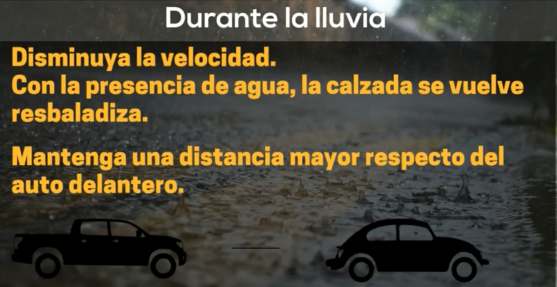 Durante la lluvia
Disminuya la velocidad.
Con la presencia de agua, la calzada se vuelve
resbaladiza.
Mantenga una distancia mayor respecto del
auto delantero.